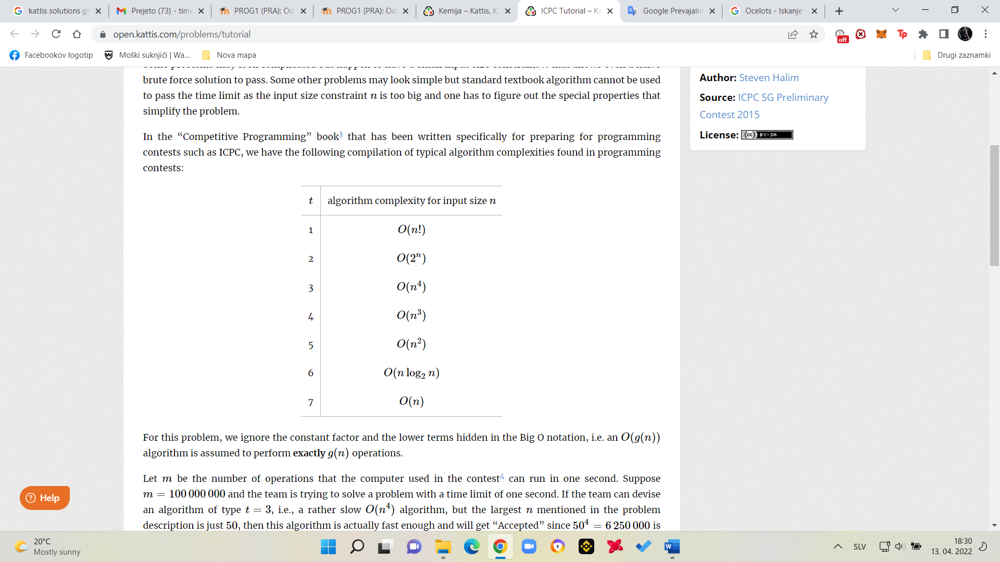 kattis solutions gi
Prejeto (73) - time
PROG1 (PRA): Od
PROG1 (PRA): Od
Kemija – Kattis, K
ICPC Tutorial – Ka
Google Prevajalni
Ocelots - Iskanje
open.kattis.com/problems/tutorial
off
Tp
Facebookov logotip
Moški suknjiči | Wa...
Nova mapa
Drugi zaznamki
brute force solution to pass. Some other problems may look simple but standard textbook algorithm cannot be used
to pass the time limit as the input size constraint n is too big and one has to figure out the special properties that
simplify the problem.
In the “Competitive Programming” book³ that has been written specifically for preparing for programming
contests such as ICPC, we have the following compilation of typical algorithm complexities found in programming
contests:
t algorithm complexity for input size n
1 O(n!)
2 O(2ⁿ)
3 O(n⁴)
4 O(n³)
5 O(n²)
6 O(n log₂ n)
7 O(n)
For this problem, we ignore the constant factor and the lower terms hidden in the Big O notation, i.e. an O(g(n))
algorithm is assumed to perform exactly g(n) operations.
Let m be the number of operations that the computer used in the contest⁴ can run in one second. Suppose
m = 100 000 000 and the team is trying to solve a problem with a time limit of one second. If the team can devise
an algorithm of type t = 3, i.e., a rather slow O(n⁴) algorithm, but the largest n mentioned in the problem
description is just 50, then this algorithm is actually fast enough and will get “Accepted” since 50⁴ = 6 250 000 is
Author: Steven Halim
Source: ICPC SG Preliminary
Contest 2015
License: (cc) BY-SA
Help
20°C
Mostly sunny
W
SLV
18:30
13. 04. 2022